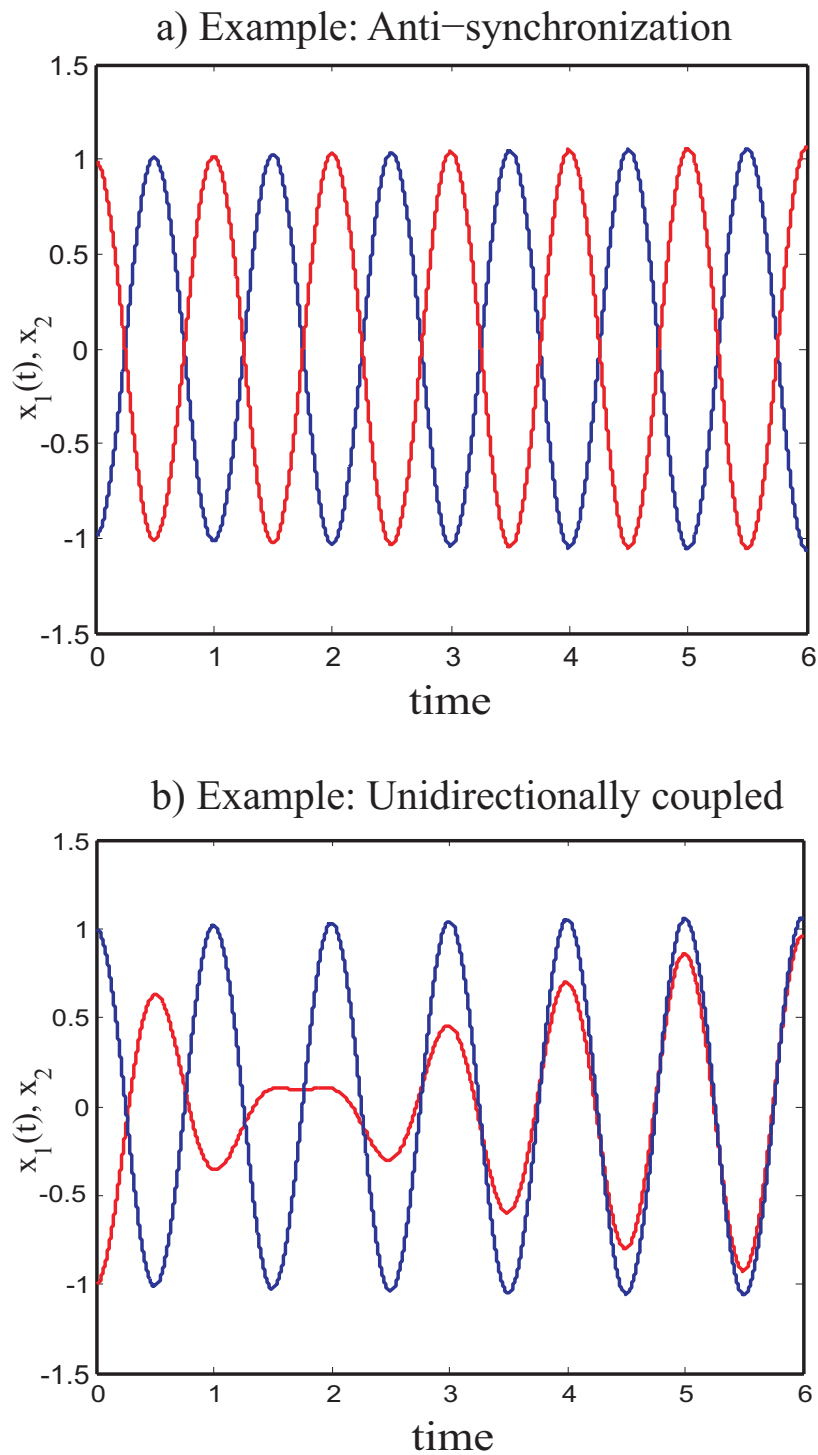 a) Example: Anti−synchronization
1.5
1
0.5
0
-0.5
-1
-1.5
x1(t), x2
0 1 2 3 4 5 6
time
b) Example: Unidirectionally coupled
1.5
1
0.5
0
-0.5
-1
-1.5
x1(t), x2
0 1 2 3 4 5 6
time